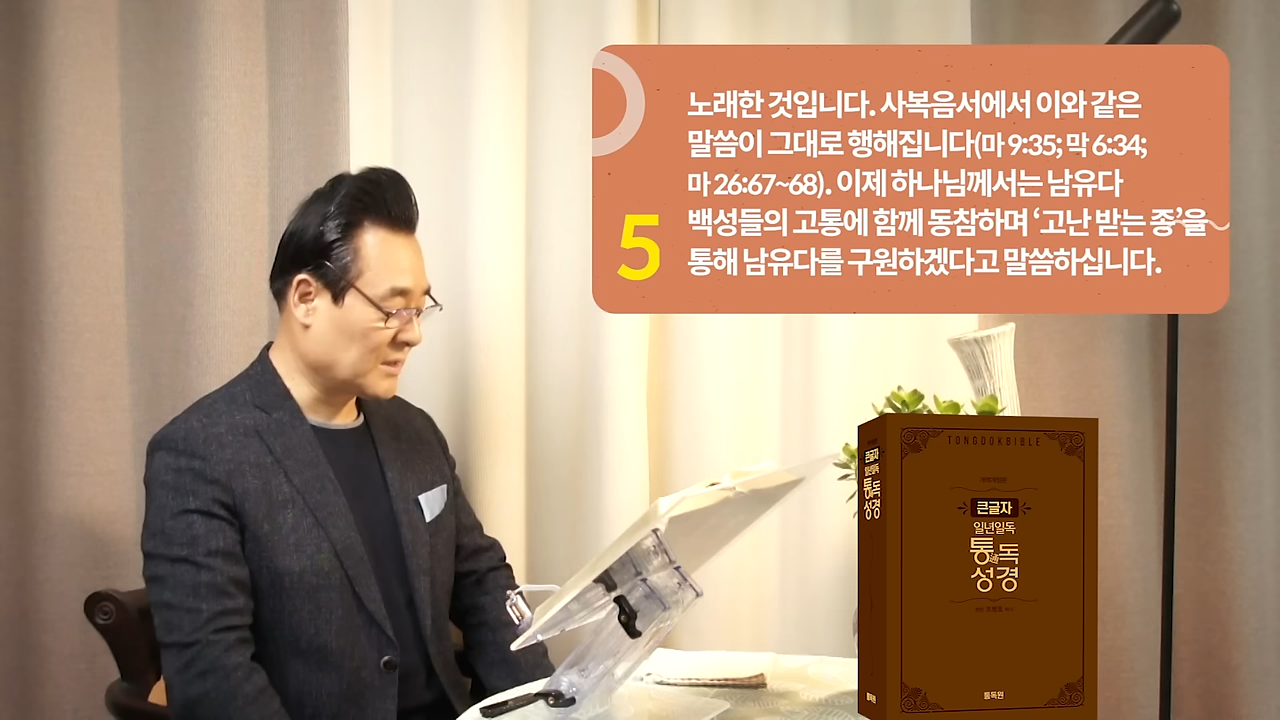 노래한 것입니다. 사복음서에서 이와 같은
말씀이 그대로 행해집니다(마 9:35; 막 6:34;
마 26:67~68). 이제 하나님께서는 남유다
백성들의 고통에 함께 동참하며 ‘고난 받는 종’을
통해 남유다를 구원하겠다고 말씀하십니다.
5
TONGDOKBIBLE
큰글자
일년일독
통독
성경
통독원
큰글자
일년일독
통독
성경
통독원